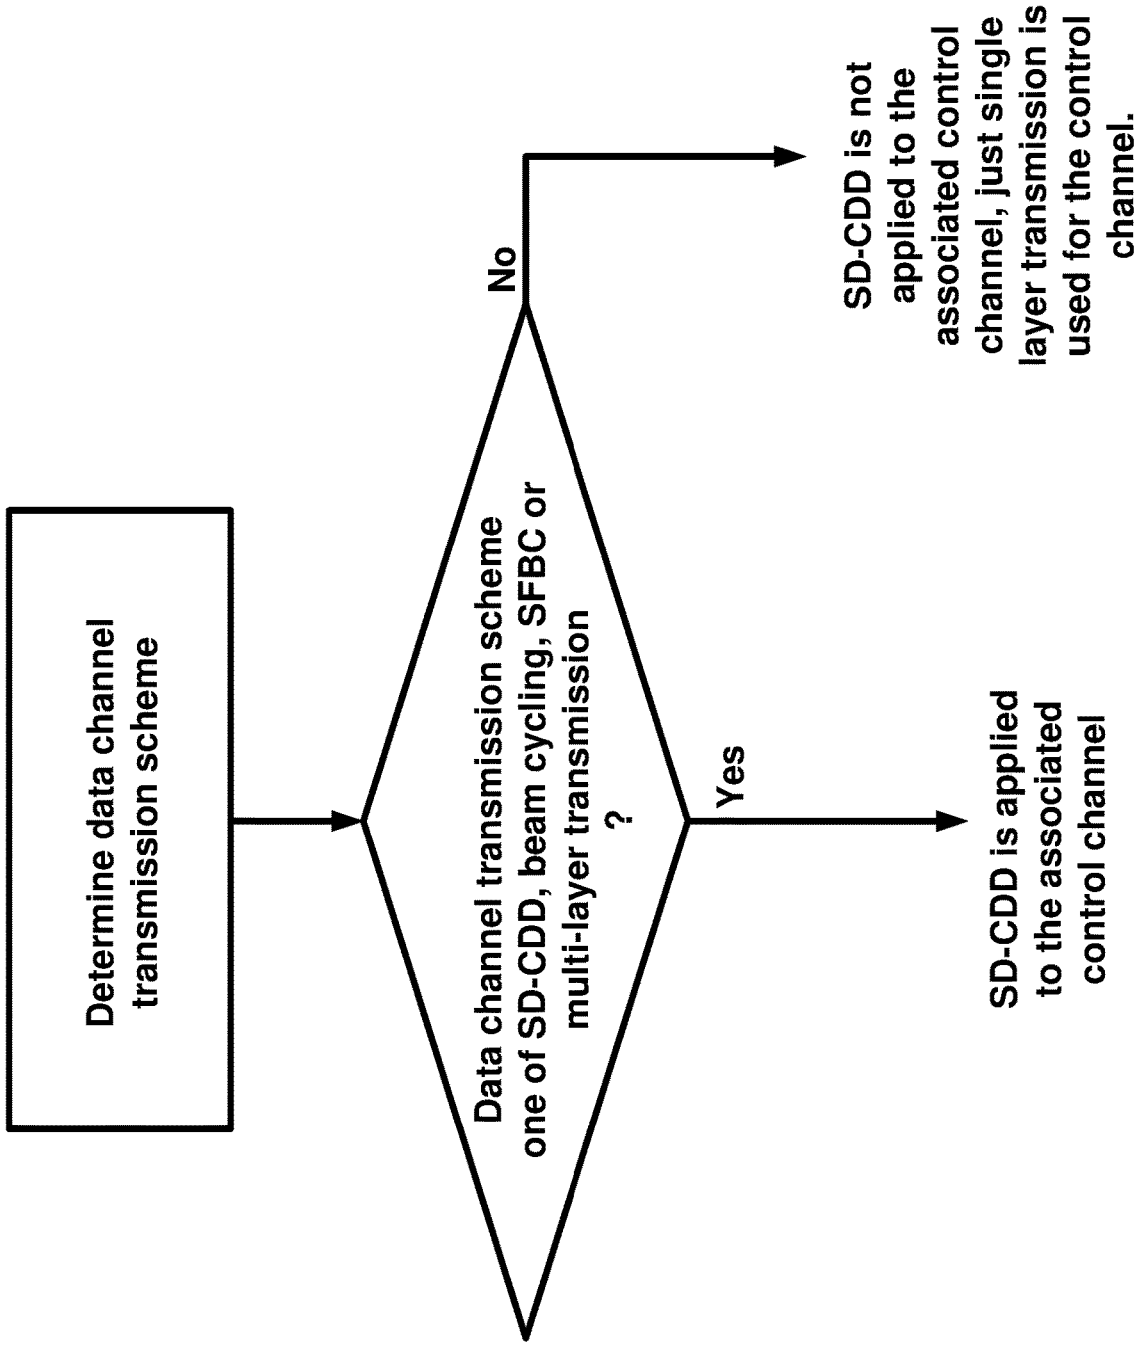 Determine data channel
transmission scheme
Data channel transmission scheme
one of SD-CDD, beam cycling, SFBC or
multi-layer transmission
?
No
Yes
SD-CDD is applied
to the associated
control channel
SD-CDD is not
applied to the
associated control
channel, just single
layer transmission is
used for the control
channel.